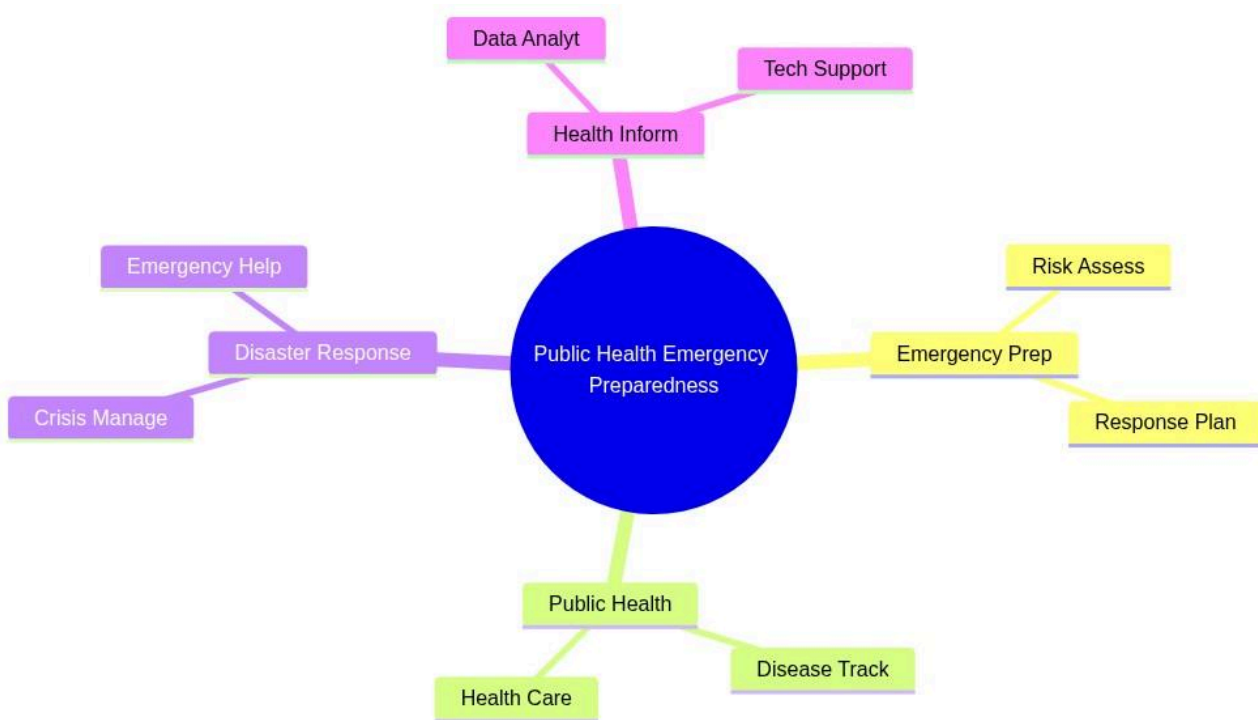 Data Analyt
Tech Support
Health Inform
Emergency Help
Risk Assess
Disaster Response
Public Health Emergency
Preparedness
Emergency Prep
Crisis Manage
Response Plan
Public Health
Disease Track
Health Care